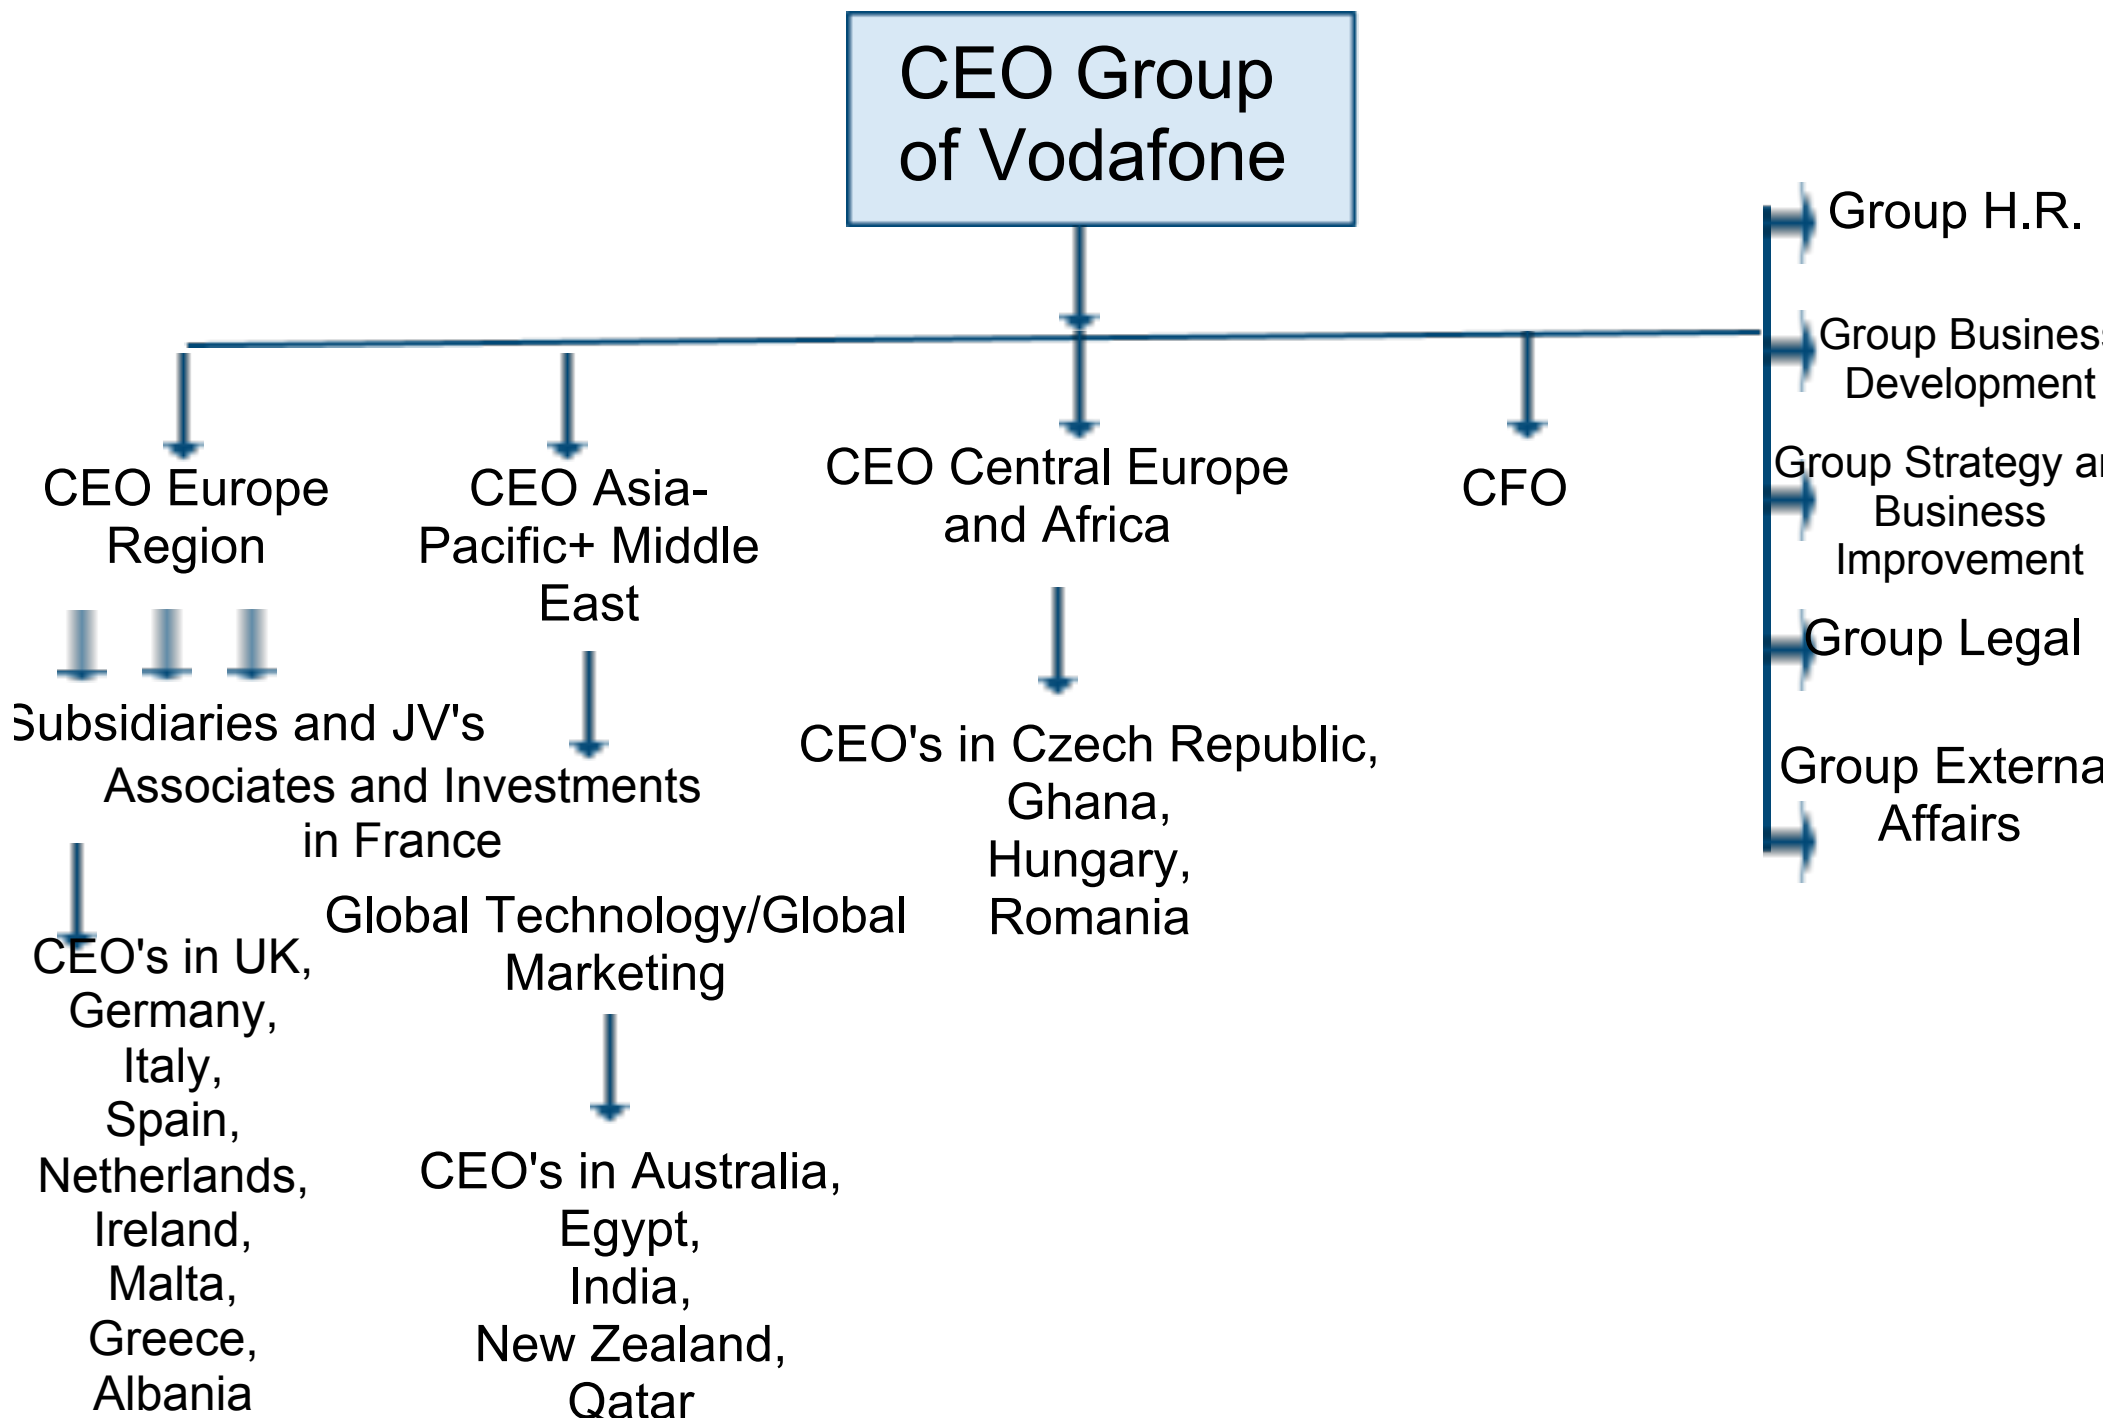 CEO Group
of Vodafone
Group H.R.
Group Business
Development
Group Strategy
Business
Improvement
Group Legal
Group Externa
Affairs
CEO Europe
Region
CEO Asia-
Pacific+ Middle
East
CEO Central Europe
and Africa
CFO
Subsidiaries and JV's
Associates and Investments
in France
Global Technology/Global
Marketing
CEO's in Czech Republic,
Ghana,
Hungary,
Romania
CEO's in UK,
Germany,
Italy,
Spain,
Netherlands,
Ireland,
Malta,
Greece,
Albania
CEO's in Australia,
Egypt,
India,
New Zealand,
Qatar